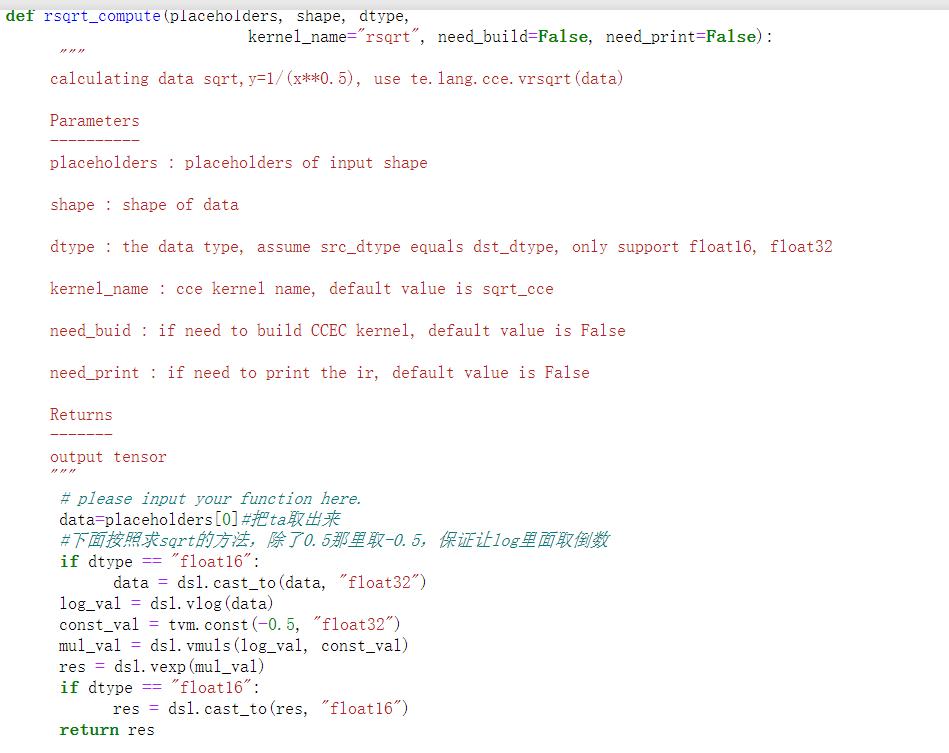 def rsqrt_compute(placeholders, shape, dtype,
kernel_name="rsqrt", need_build=False, need_print=False):
"""
calculating data sqrt,y=1/(x**0.5), use te.lang.cce.vrsqrt(data)
Parameters
----------
placeholders : placeholders of input shape
shape : shape of data
dtype : the data type, assume src_dtype equals dst_dtype, only support float16, float32
kernel_name : cce kernel name, default value is sqrt_cce
need_buid : if need to build CCEC kernel, default value is False
need_print : if need to print the ir, default value is False
Returns
-------
output tensor
"""
# please input your function here.
data=placeholders[0]#把ta取出来
#下面按照求sqrt的方法，除了0.5那里取-0.5，保证让log里面取倒数
if dtype == "float16":
data = dsl.cast_to(data, "float32")
log_val = dsl.vlog(data)
const_val = tvm.const(-0.5, "float32")
mul_val = dsl.vmuls(log_val, const_val)
res = dsl.vexp(mul_val)
if dtype == "float16":
res = dsl.cast_to(res, "float16")
return res